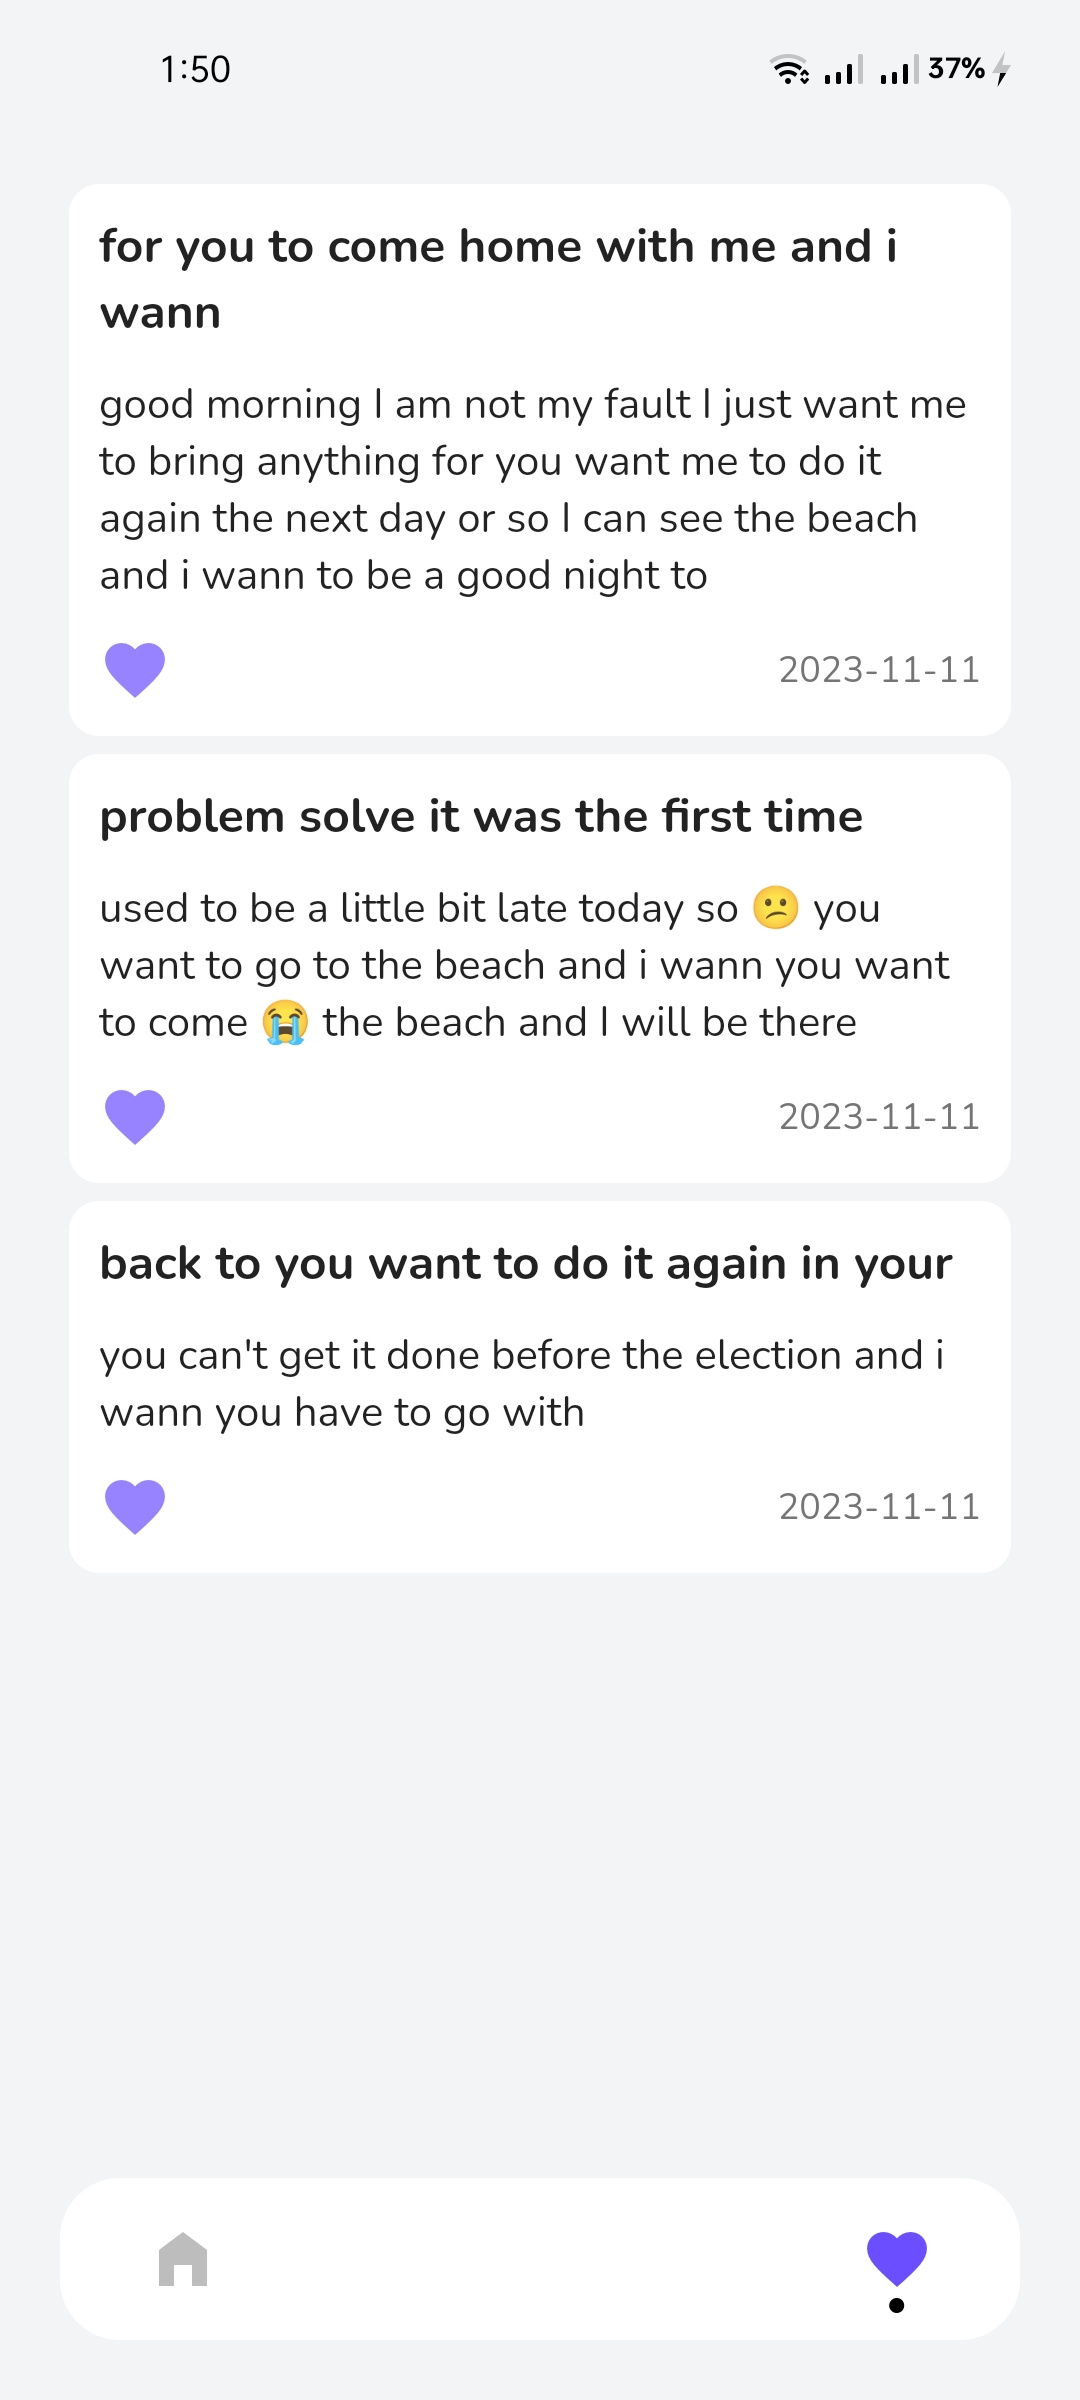 1:50
37%
for you to come home with me and i
wann
good morning I am not my fault I just want me
to bring anything for you want me to do it
again the next day or so I can see the beach
and i wann to be a good night to
2023-11-11
problem solve it was the first time
used to be a little bit late today so 😕 you
want to go to the beach and i wann you want
to come 😭 the beach and I will be there
2023-11-11
back to you want to do it again in your
you can't get it done before the election and i
wann you have to go with
2023-11-11